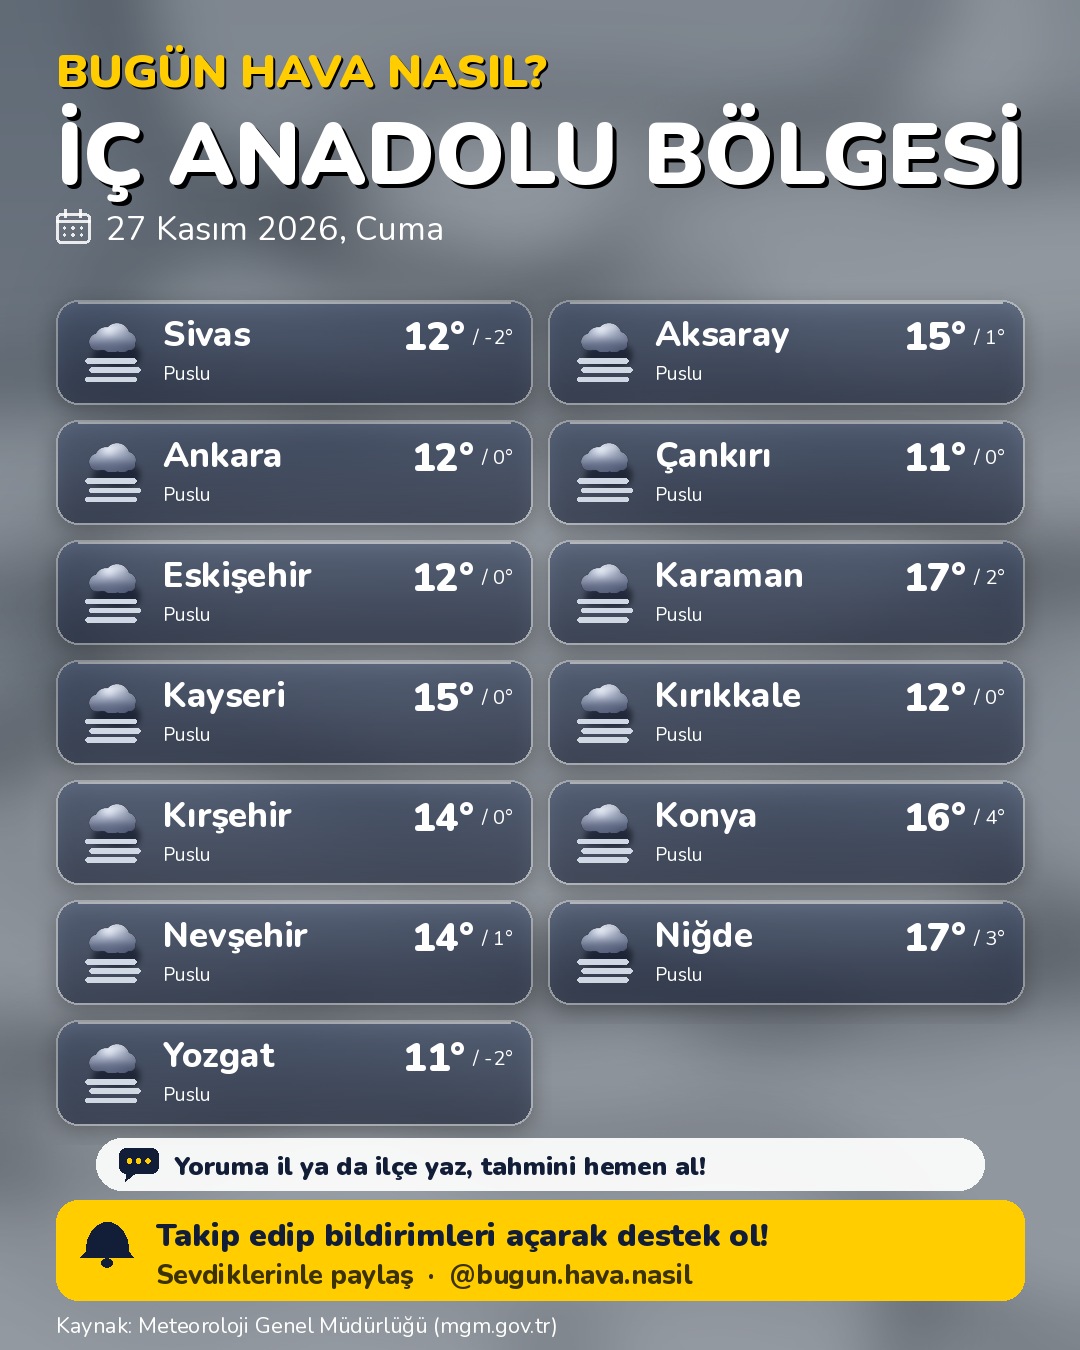 BUGÜN HAVA NASIL?
İÇ ANADOLU BÖLGESİ
27 Kasım 2026, Cuma
Sivas 12° / -2°
Puslu
Aksaray 15° / 1°
Puslu
Ankara 12° / 0°
Puslu
Çankırı 11° / 0°
Puslu
Eskişehir 12° / 0°
Puslu
Karaman 17° / 2°
Puslu
Kayseri 15° / 0°
Puslu
Kırıkkale 12° / 0°
Puslu
Kırşehir 14° / 0°
Puslu
Konya 16° / 4°
Puslu
Nevşehir 14° / 1°
Puslu
Niğde 17° / 3°
Puslu
Yozgat 11° / -2°
Puslu
Yoruma il ya da ilçe yaz, tahmini hemen al!
Takip edip bildirimleri açarak destek ol!
Sevdiklerinle paylaş · @bugun.hava.nasil
Kaynak: Meteoroloji Genel Müdürlüğü (mgm.gov.tr)